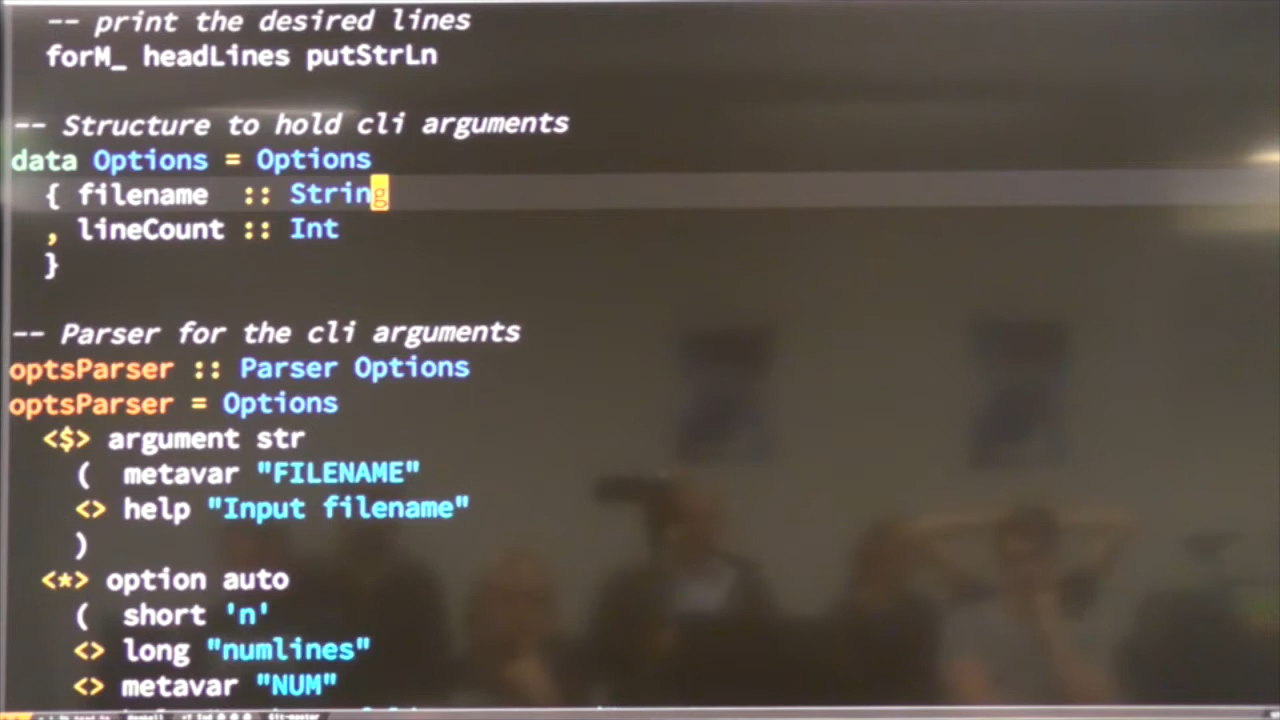 -- print the desired lines
forM_ headLines putStrLn
-- Structure to hold cli arguments
data Options = Options
{ filename :: String
, lineCount :: Int
}
-- Parser for the cli arguments
optsParser :: Parser Options
optsParser = Options
<$> argument str
( metavar "FILENAME"
<> help "Input filename"
)
<*> option auto
( short 'n'
<> long "numlines"
<> metavar "NUM"